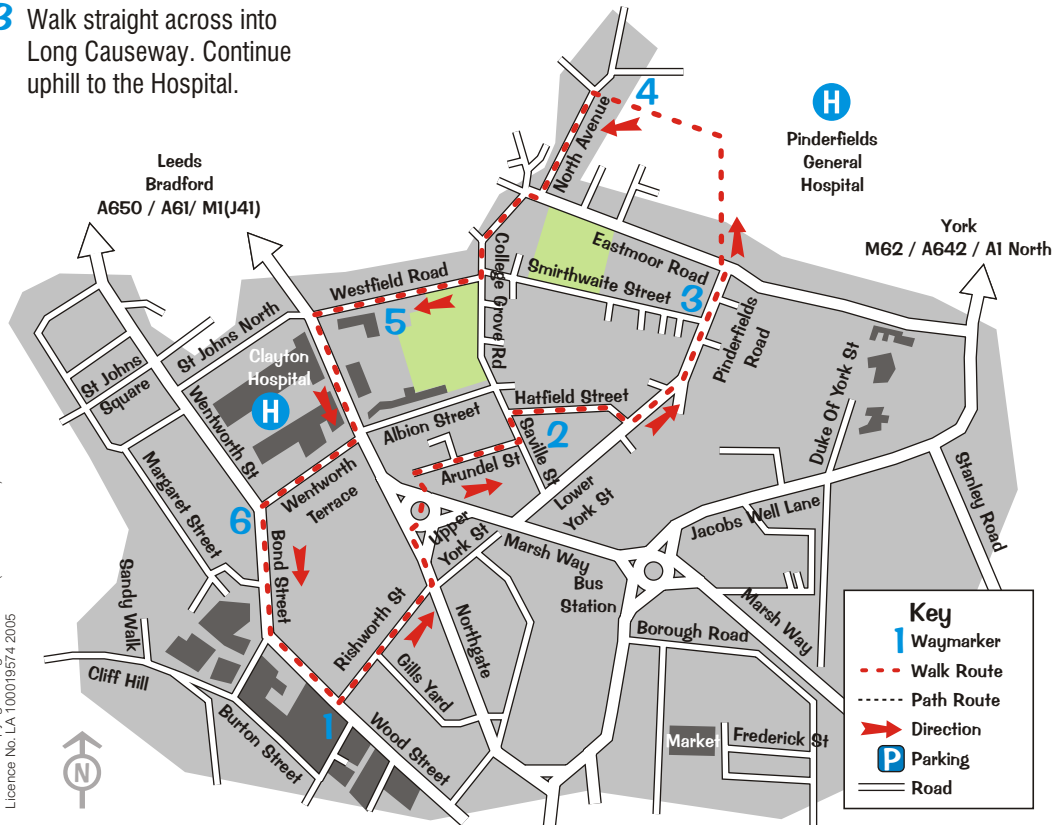 3 Walk straight across into
Long Causeway. Continue
uphill to the Hospital.
4
H
Pinderfields
General
Hospital
North Avenue
Leeds
Bradford
A650 / A61/ M1(J41)
York
M62 / A642 / A1 North
Eastmoor Road
College Grove Rd
Smirthwaite Street
3
Westfield Road
5
Pinderfields
Road
St Johns North
St Johns
Square
Clayton
Hospital
H
Wentworth St
Duke Of York St
Hatfield Street
Albion Street
Saville St
2
Arundel St
Margaret Street
Wentworth
Terrace
Lower
York St
Stanley Road
6
Upper
York St
Jacobs Well Lane
Marsh Way
Bond Street
Bus
Station
Marsh Way
Sandy Walk
Rishworth St
Northgate
Borough Road
Gills Yard
Cliff Hill
Burton Street
1
Wood Street
Market
Frederick St
N
Key
1 Waymarker
Walk Route
Path Route
Direction
P Parking
Road
Licence No. LA 100019574 2005